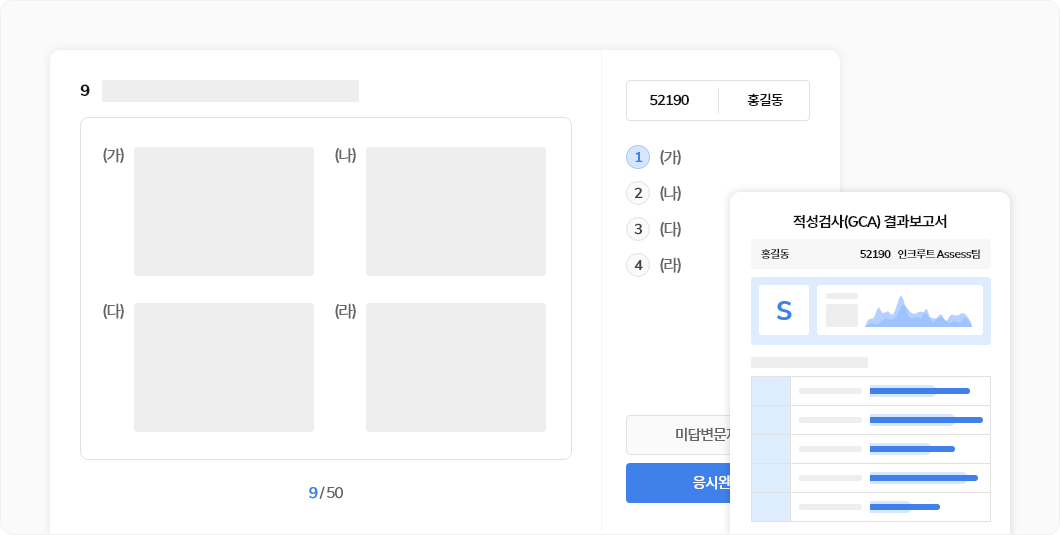 9
(가)
(나)
(다)
(라)
9 / 50
52190 홍길동
1 (가)
2 (나)
3 (다)
4 (라)
미답변문
응시완
적성검사(GCA) 결과보고서
홍길동 52190 인크루트 Assess팀
S